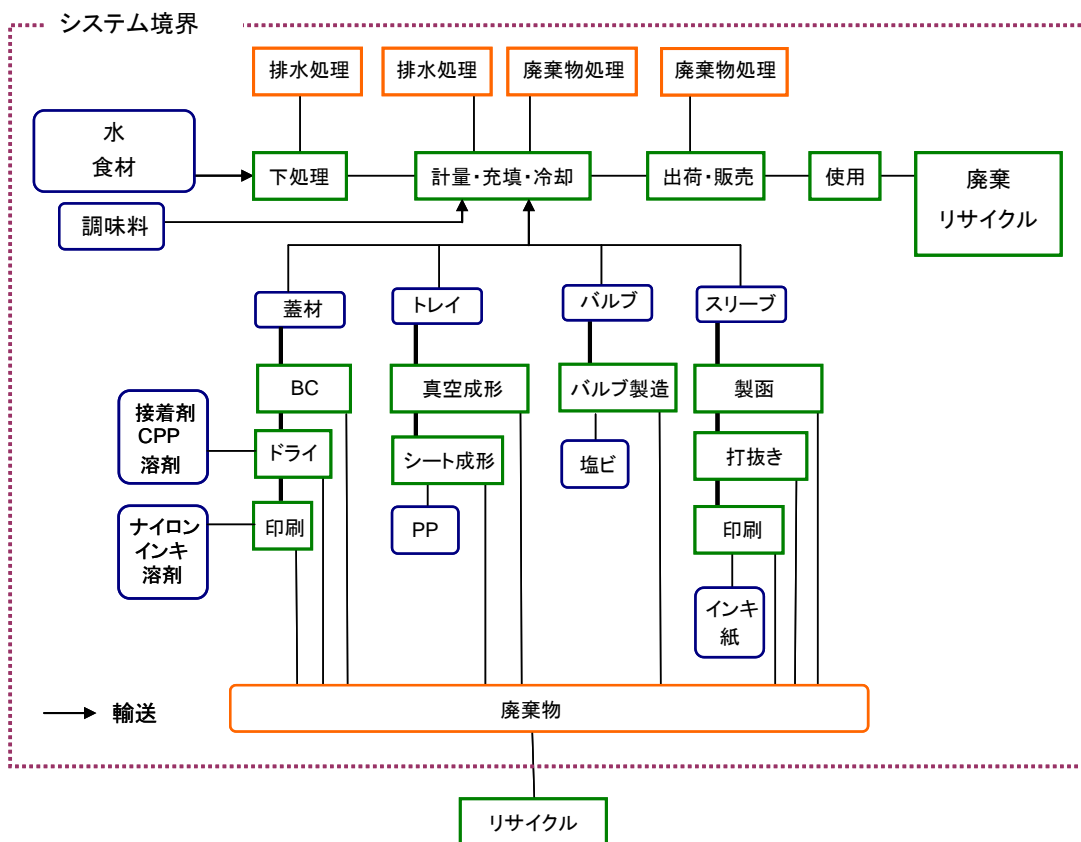 システム境界
排水処理
排水処理
廃棄物処理
廃棄物処理
水
食材
下処理
計量・充填・冷却
出荷・販売
使用
廃棄
リサイクル
調味料
蓋材
トレイ
バルブ
スリーブ
BC
真空成形
バルブ製造
製函
接着剤
CPP
溶剤
ドライ
シート成形
塩ビ
打抜き
ナイロン
インキ
溶剤
印刷
PP
印刷
インキ
紙
輸送
廃棄物
リサイクル